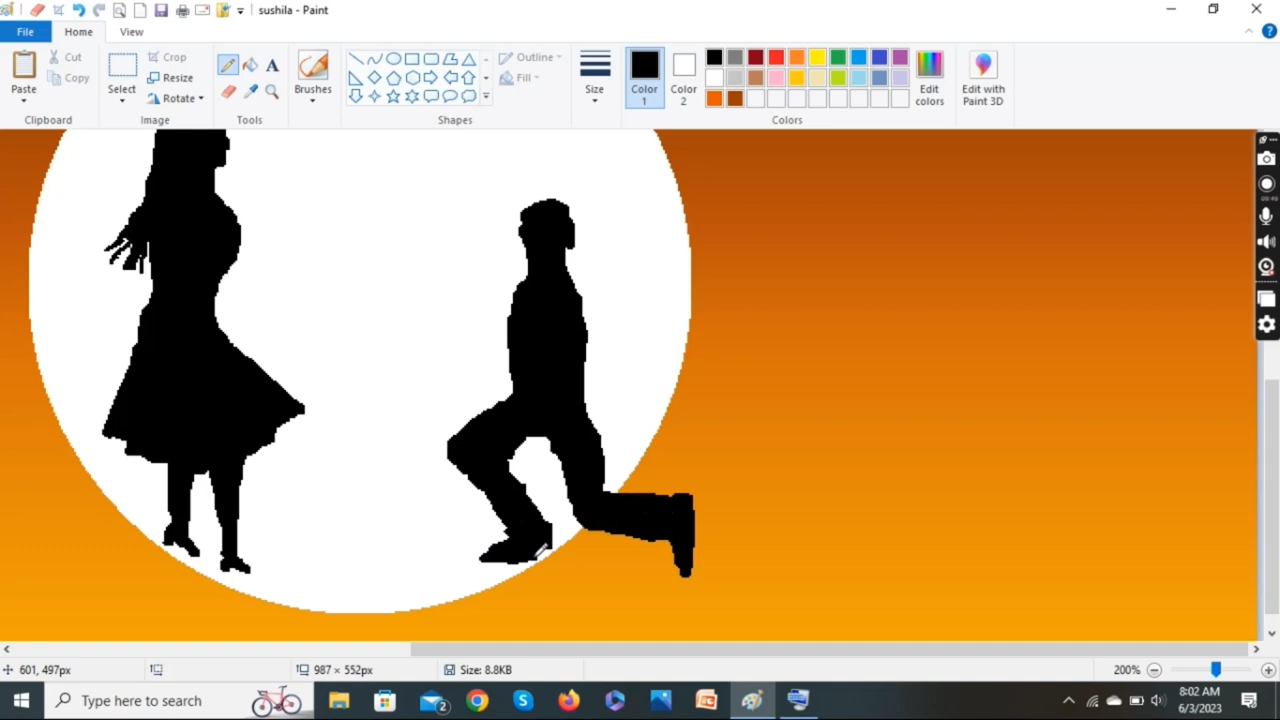 sushila - Paint
File
Home
View
Paste
Cut
Copy
Clipboard
Select
Crop
Resize
Rotate
Image
A
Tools
Brushes
Outline
Fill
Shapes
Size
Color
1
Color
2
Edit
colors
Colors
Edit with
Paint 3D
601, 497px
987 × 552px
Size: 8.8KB
200%
Type here to search
2
8:02 AM
6/3/2023